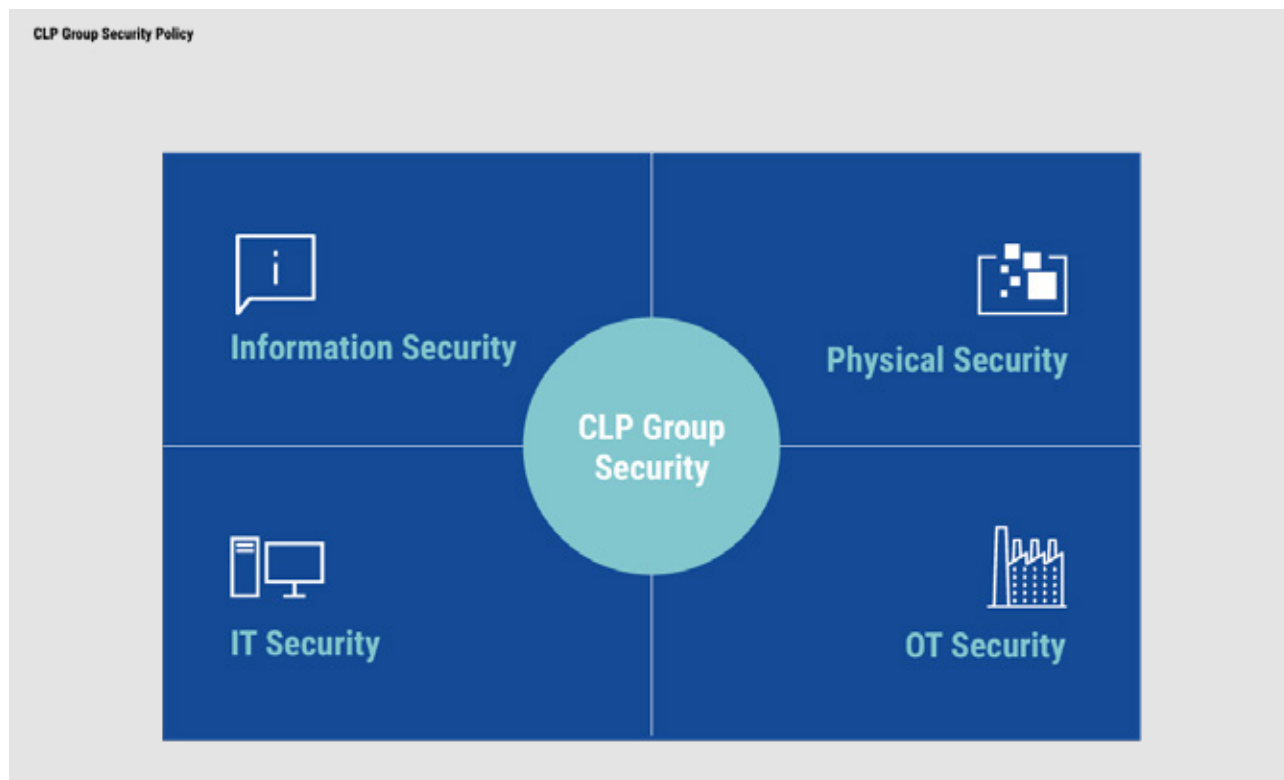 CLP Group Security Policy
i
Information Security
Physical Security
CLP Group
Security
IT Security
OT Security